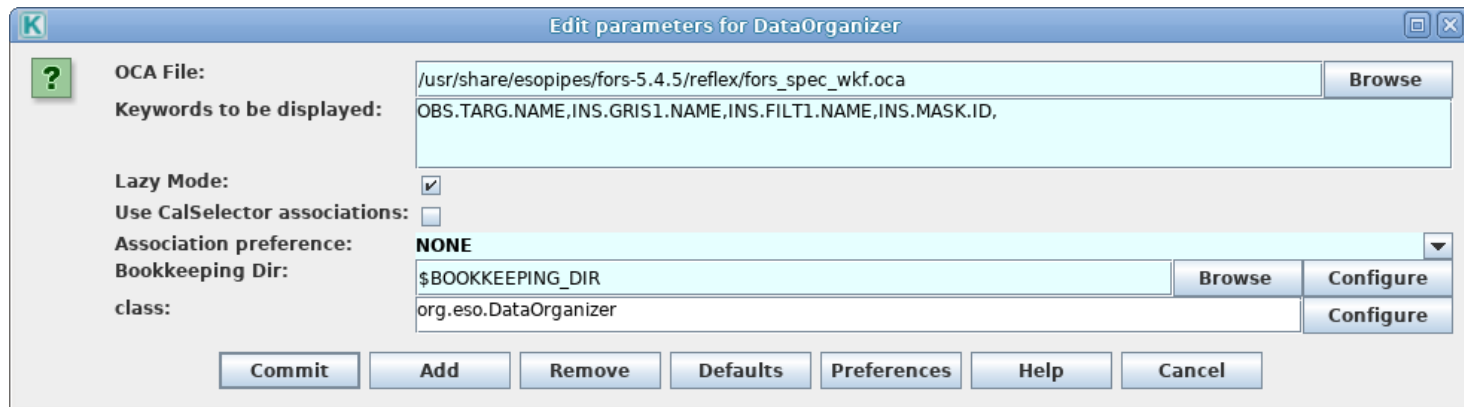 K
Edit parameters for DataOrganizer
?
OCA File: /usr/share/esopipes/fors-5.4.5/reflex/fors_spec_wkf.oca Browse
Keywords to be displayed: OBS.TARG.NAME,INS.GRIS1.NAME,INS.FILT1.NAME,INS.MASK.ID,
Lazy Mode:
Use CalSelector associations:
Association preference: NONE
Bookkeeping Dir: $BOOKKEEPING_DIR Browse Configure
class: org.eso.DataOrganizer Configure
Commit Add Remove Defaults Preferences Help Cancel